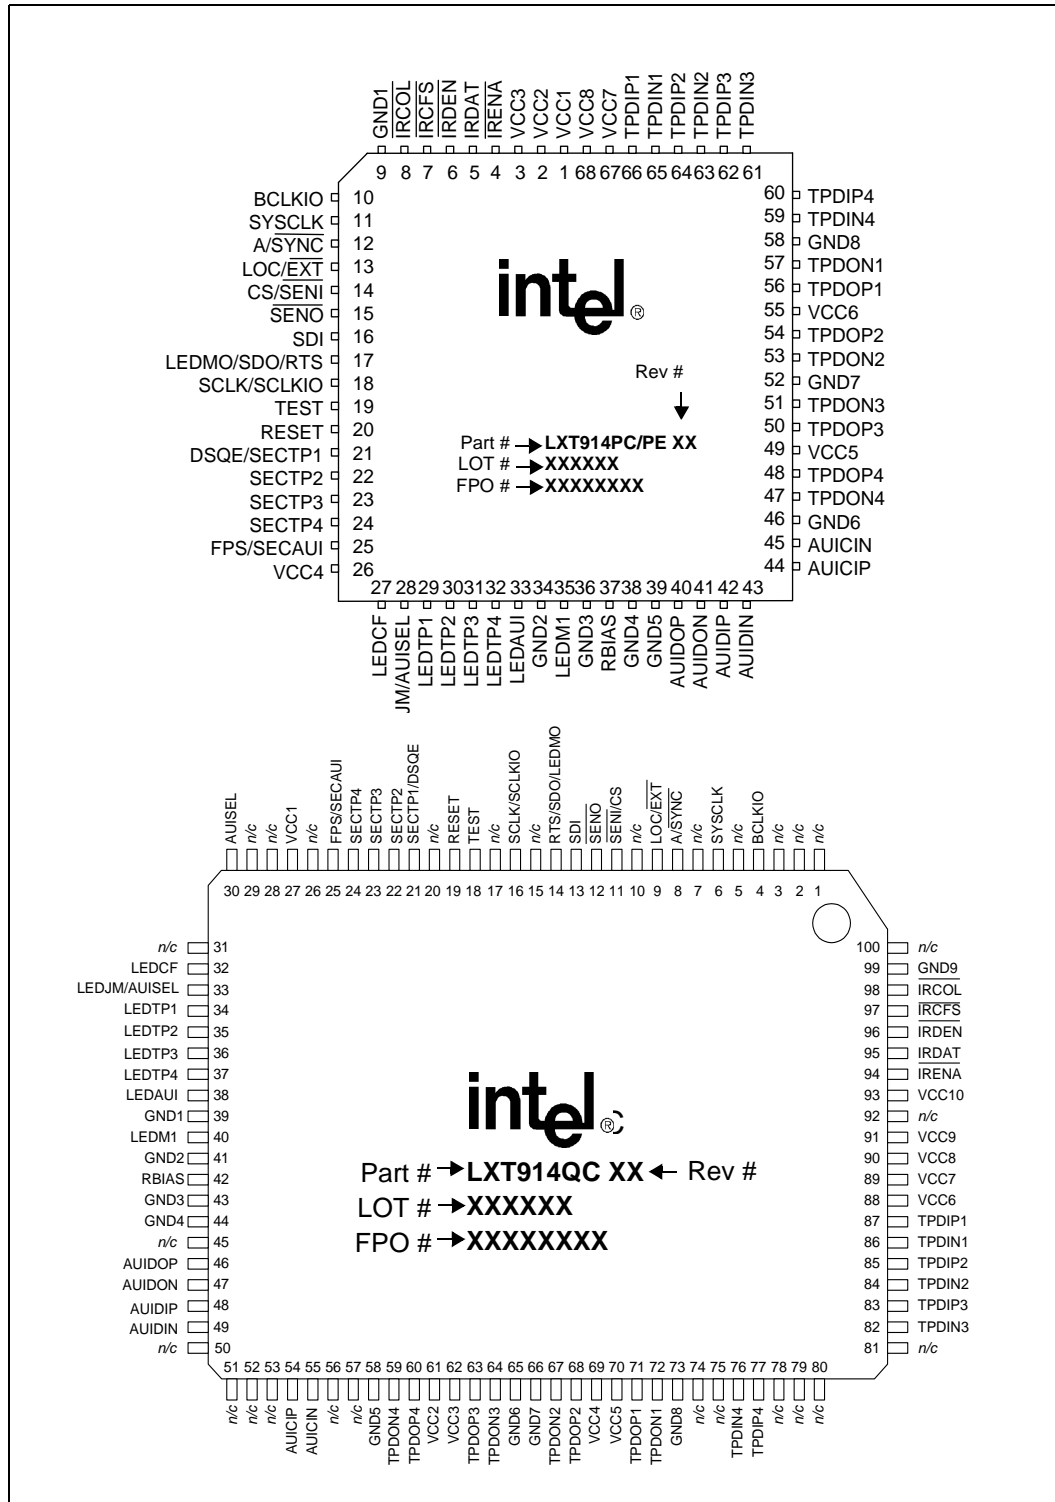 GND1 IRCOL IRCFS IRDEN IRDAT IRENA VCC3 VCC2 VCC1 VCC8 VCC7 TPDIP1 TPDIN1 TPDIP2 TPDIN2 TPDIP3 TPDIN3
9 8 7 6 5 4 3 2 1 68 67 66 65 64 63 62 61
BCLKIO 10
SYSCLK 11
A/SYNC 12
LOC/EXT 13
CS/SENI 14
SENO 15
SDI 16
LEDMO/SDO/RTS 17
SCLK/SCLKIO 18
TEST 19
RESET 20
DSQE/SECTP1 21
SECTP2 22
SECTP3 23
SECTP4 24
FPS/SECAUI 25
VCC4 26
60 TPDIP4
59 TPDIN4
58 GND8
57 TPDON1
56 TPDOP1
55 VCC6
54 TPDOP2
53 TPDON2
52 GND7
51 TPDON3
50 TPDOP3
49 VCC5
48 TPDOP4
47 TPDON4
46 GND6
45 AUICIN
44 AUICIP
intel®
Rev #
Part # LXT914PC/PE XX
LOT # XXXXXX
FPO # XXXXXXXX
27 28 29 30 31 32 33 34 35 36 37 38 39 40 41 42 43
LEDCF JM/AUISEL LEDTP1 LEDTP2 LEDTP3 LEDTP4 LEDAUI GND2 LEDM1 GND3 RBIAS GND4 GND5 AUIDOP AUIDON AUIDIP AUIDIN
AUISEL n/c n/c VCC1 n/c FPS/SECAUI SECTP4 SECTP3 SECTP2 SECTP1/DSQE n/c RESET TEST n/c SCLK/SCLKIO n/c RTS/SDO/LEDMO SDI SENO SENI/CS n/c LOC/EXT A/SYNC n/c SYSCLK n/c BCLKIO n/c n/c n/c
30 29 28 27 26 25 24 23 22 21 20 19 18 17 16 15 14 13 12 11 10 9 8 7 6 5 4 3 2 1
n/c 31
LEDCF 32
LEDJM/AUISEL 33
LEDTP1 34
LEDTP2 35
LEDTP3 36
LEDTP4 37
LEDAUI 38
GND1 39
LEDM1 40
GND2 41
RBIAS 42
GND3 43
GND4 44
n/c 45
AUIDOP 46
AUIDON 47
AUIDIP 48
AUIDIN 49
n/c 50
100 n/c
99 GND9
98 IRCOL
97 IRCFS
96 IRDEN
95 IRDAT
94 IRENA
93 VCC10
92 n/c
91 VCC9
90 VCC8
89 VCC7
88 VCC6
87 TPDIP1
86 TPDIN1
85 TPDIP2
84 TPDIN2
83 TPDIP3
82 TPDIN3
81 n/c
intel®
Part # LXT914QC XX Rev #
LOT # XXXXXX
FPO # XXXXXXXX
51 52 53 54 55 56 57 58 59 60 61 62 63 64 65 66 67 68 69 70 71 72 73 74 75 76 77 78 79 80
n/c n/c n/c AUICIP AUICIN n/c n/c GND5 TPDON4 TPDOP4 VCC2 VCC3 TPDOP3 TPDON3 GND6 GND7 TPDON2 TPDOP2 VCC4 VCC5 TPDOP1 TPDON1 GND8 n/c n/c TPDIN4 TPDIP4 n/c n/c n/c